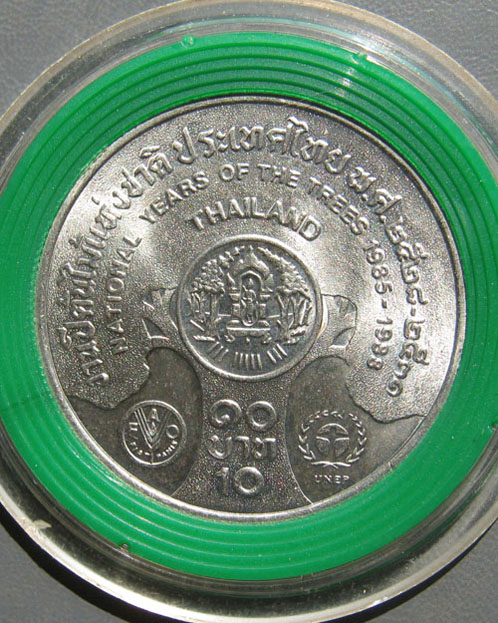 งานปีต้นไม้แห่งชาติ ประเทศไทย พ.ศ. ๒๕๒๘-๒๕๓๑
NATIONAL YEARS OF THE TREES 1985-1988
THAILAND
๑๐
บาท
10
UNEP